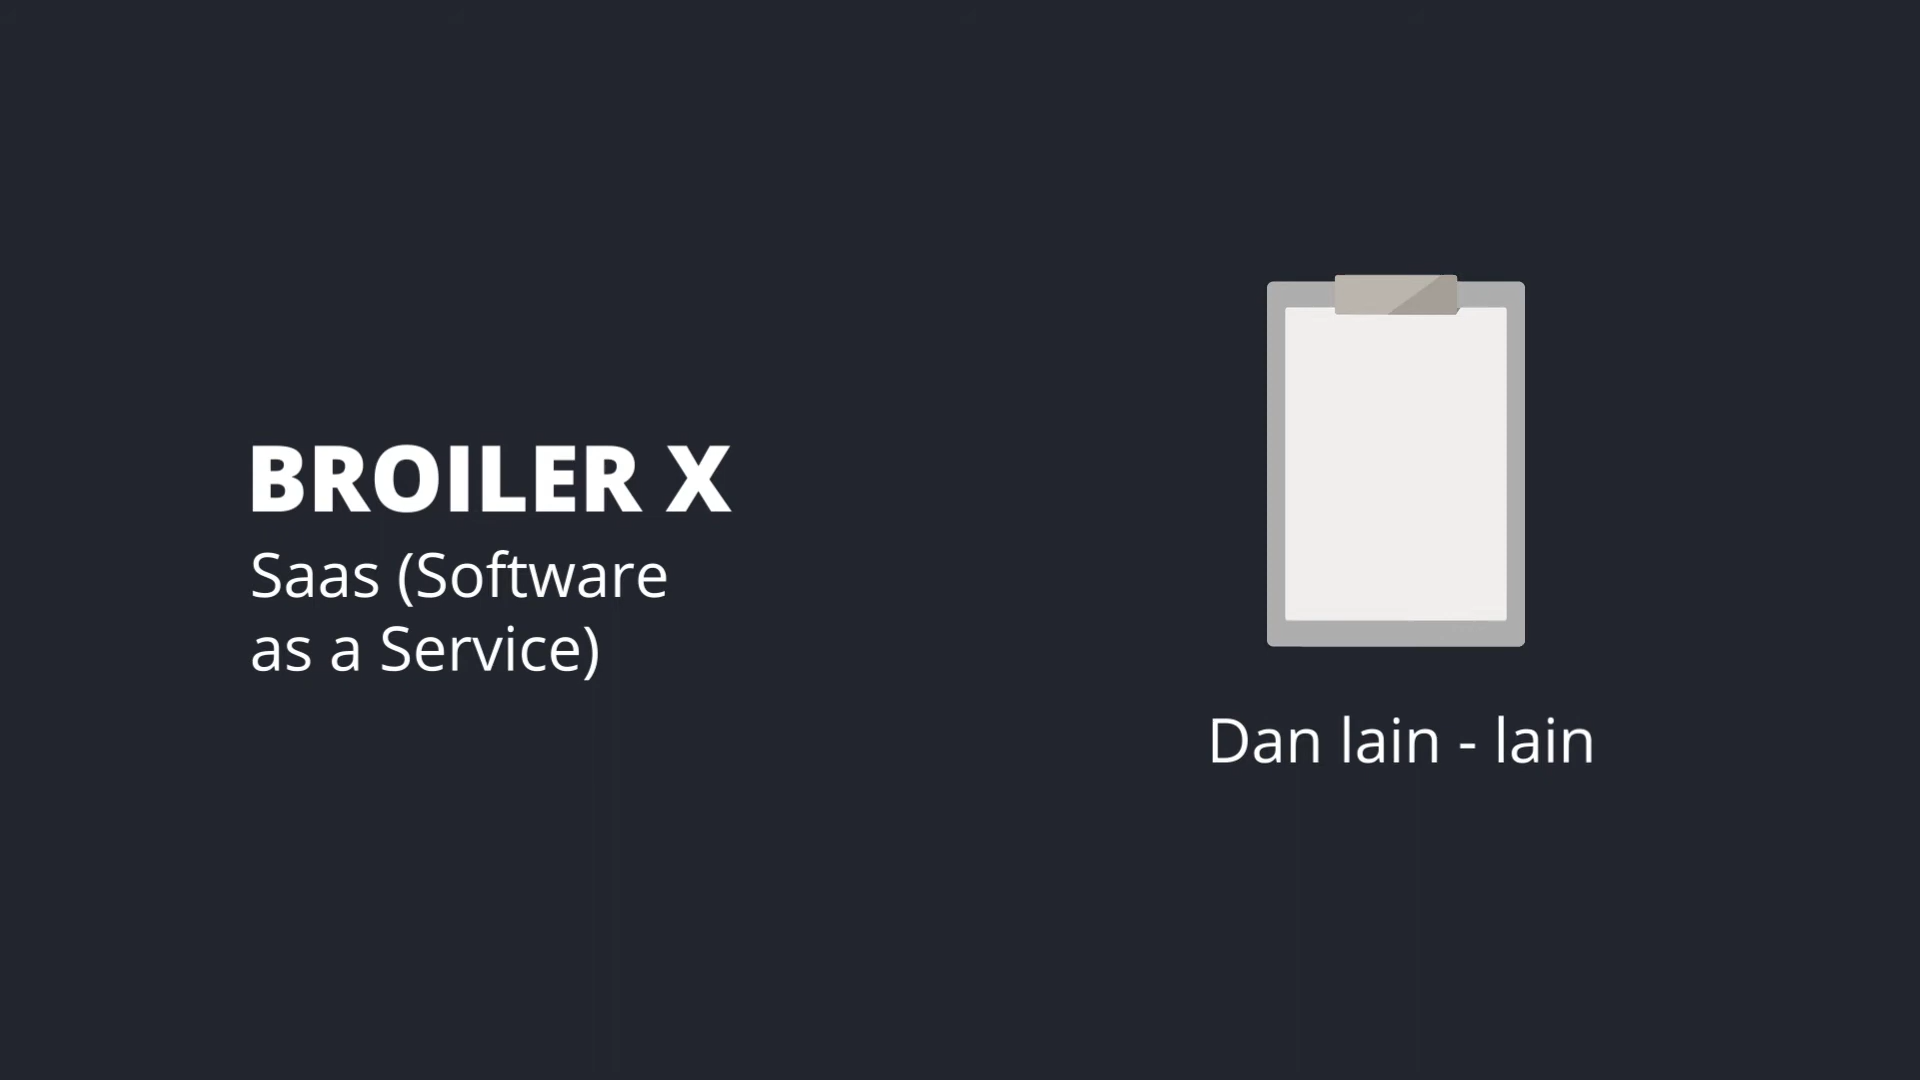 BROILER X
Saas (Software
as a Service)
Dan lain - lain